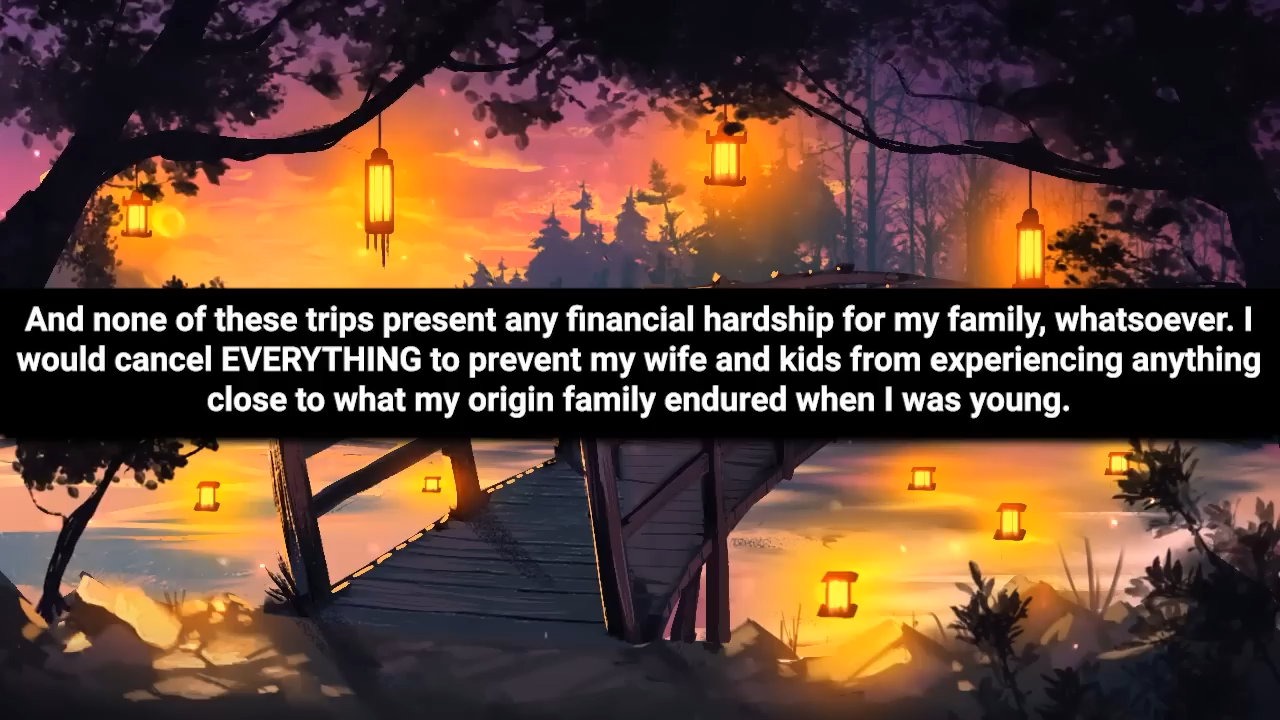 And none of these trips present any financial hardship for my family, whatsoever. I
would cancel EVERYTHING to prevent my wife and kids from experiencing anything
close to what my origin family endured when I was young.